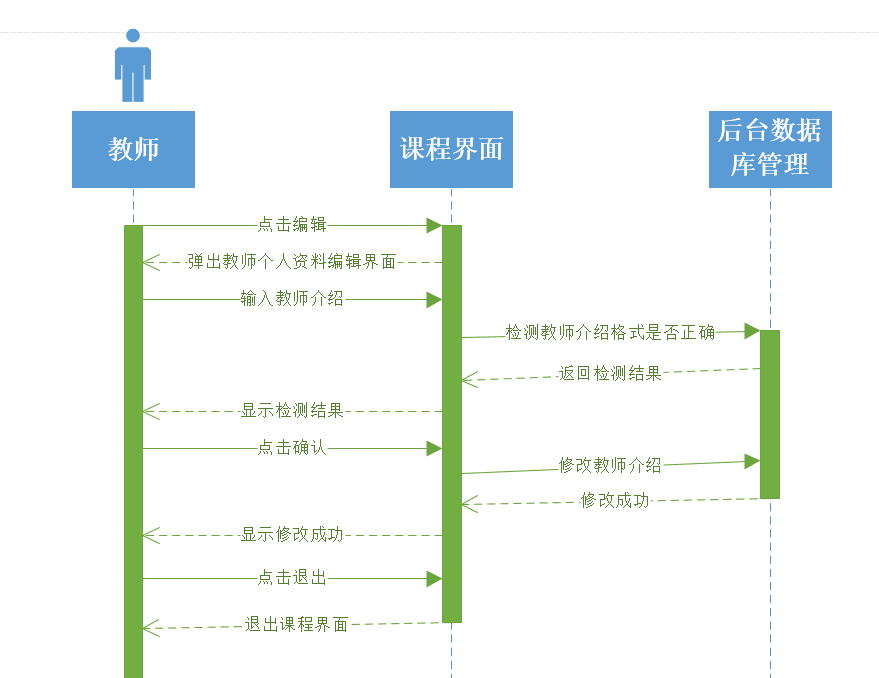 教师
课程界面
后台数据
库管理
点击编辑
弹出教师个人资料编辑界面
输入教师介绍
检测教师介绍格式是否正确
返回检测结果
显示检测结果
点击确认
修改教师介绍
修改成功
显示修改成功
点击退出
退出课程界面